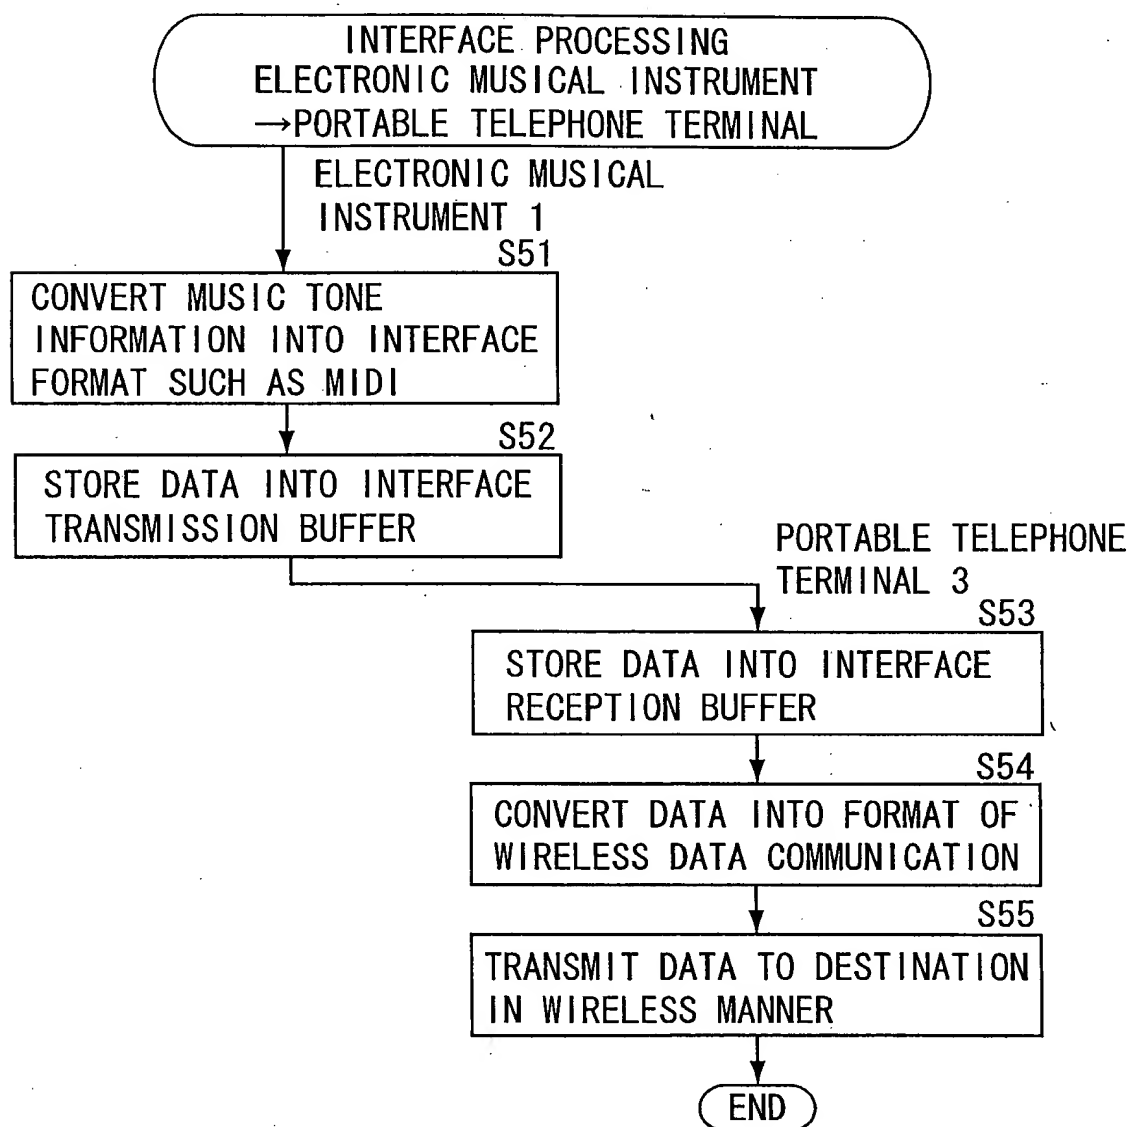 INTERFACE PROCESSING
ELECTRONIC MUSICAL INSTRUMENT
→PORTABLE TELEPHONE TERMINAL
ELECTRONIC MUSICAL
INSTRUMENT 1
S51
CONVERT MUSIC TONE
INFORMATION INTO INTERFACE
FORMAT SUCH AS MIDI
S52
STORE DATA INTO INTERFACE
TRANSMISSION BUFFER
PORTABLE TELEPHONE
TERMINAL 3
S53
STORE DATA INTO INTERFACE
RECEPTION BUFFER
S54
CONVERT DATA INTO FORMAT OF
WIRELESS DATA COMMUNICATION
S55
TRANSMIT DATA TO DESTINATION
IN WIRELESS MANNER
END